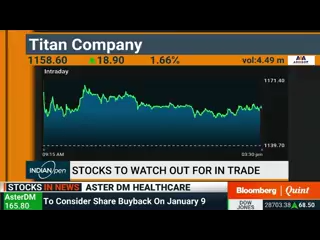 Titan Company
1158.60 18.90 1.66% vol:4.49 m
Intraday
1171.40
1139.70
09:15 AM 03:30 pm
INDIAN open
STOCKS TO WATCH OUT FOR IN TRADE
STOCKS IN NEWS ASTER DM HEALTHCARE
Bloomberg Quint
AsterDM
165.80
To Consider Share Buyback On January 9
DOW JONES 28703.38 68.50